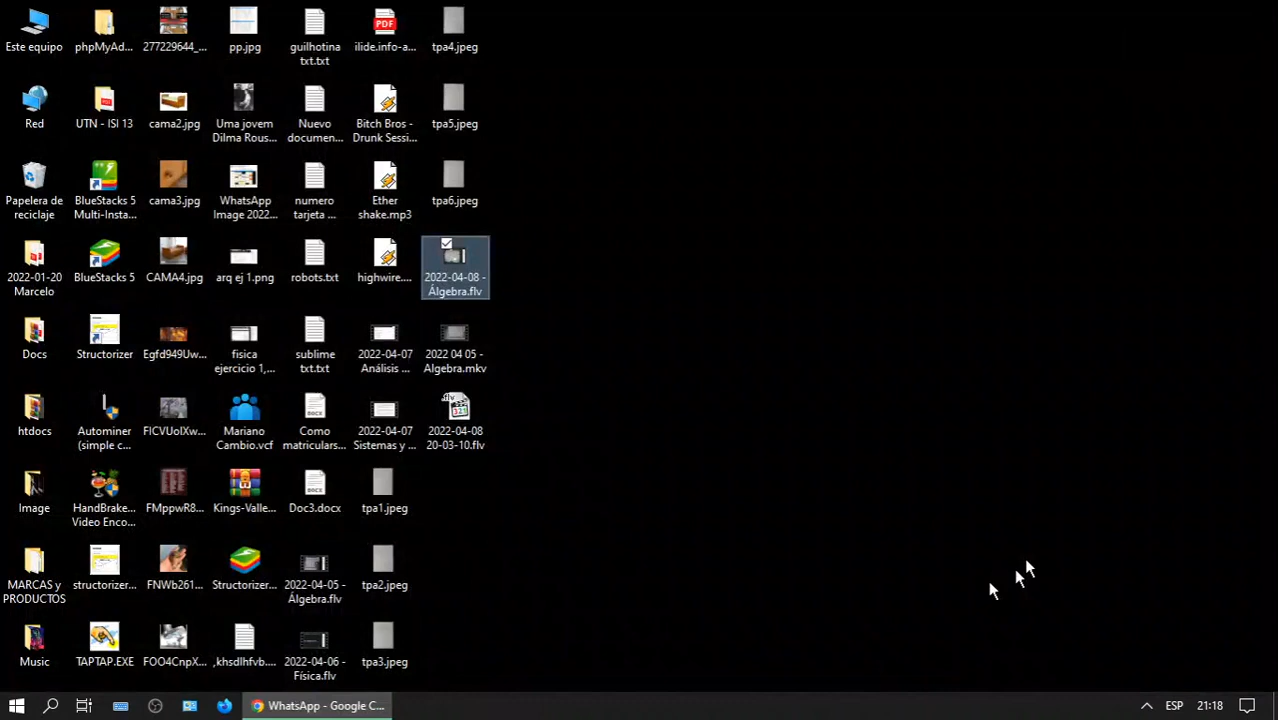 Este equipo
phpMyAd...
277229644_...
pp.jpg
guilhotina
txt.txt
PDF
ilide.info-a...
tpa4.jpeg
Red
UTN - ISI 13
cama2.jpg
Uma jovem
Dilma Rous...
Nuevo
documen...
Bitch Bros -
Drunk Sessi...
tpa5.jpeg
Papelera de
reciclaje
BlueStacks 5
Multi-Insta...
cama3.jpg
WhatsApp
Image 2022...
numero
tarjeta ...
Ether
shake.mp3
tpa6.jpeg
2022-01-20
Marcelo
BlueStacks 5
CAMA4.jpg
arq ej 1.png
robots.txt
highwire....
2022-04-08 -
Álgebra.flv
Docs
Structorizer
Egfd949Uw...
fisica
ejercicio 1,...
sublime
txt.txt
2022-04-07
Análisis ...
2022 04 05 -
Algebra.mkv
htdocs
Autominer
(simple c...
FICVUoIXw...
Mariano
Cambio.vcf
Como
matriculars...
2022-04-07
Sistemas y ...
flv
321
2022-04-08
20-03-10.flv
Image
HandBrake...
Video Enco...
FMppwR8...
Kings-Valle...
DOCX
Doc3.docx
tpa1.jpeg
MARCAS y
PRODUCTOS
structorizer...
FNWb261...
Structorizer...
2022-04-05 -
Álgebra.flv
tpa2.jpeg
Music
TAPTAP.EXE
FOO4CnpX...
,khsdlhfvb....
2022-04-06 -
Física.flv
tpa3.jpeg
WhatsApp - Google C...
ESP
21:18